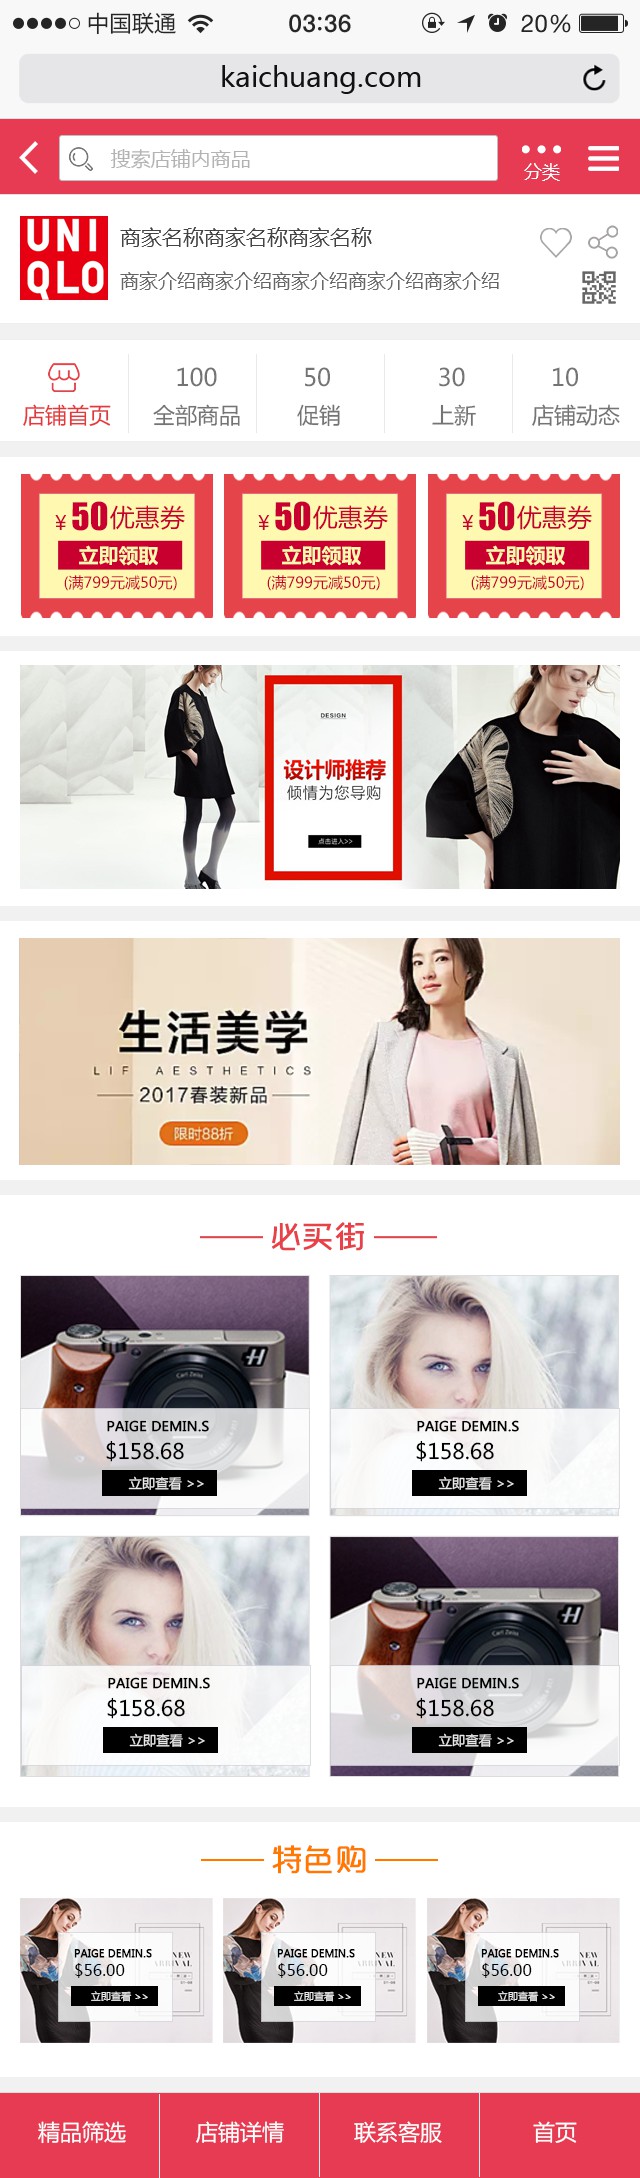 中国联通 03:36 20%
kaichuang.com
搜索店铺内商品
分类
UNI
QLO
商家名称商家名称商家名称
商家介绍商家介绍商家介绍商家介绍商家介绍
100 50 30 10
店铺首页 全部商品 促销 上新 店铺动态
¥50优惠券 ¥50优惠券 ¥50优惠券
立即领取 立即领取 立即领取
(满799元减50元) (满799元减50元) (满799元减50元)
DESIGN
设计师推荐
倾情为您导购
点击进入>>
生活美学
LIF AESTHETICS
2017春装新品
限时88折
必买街
H
Carl Zeiss
PAIGE DEMIN.S PAIGE DEMIN.S
$158.68 $158.68
立即查看 >> 立即查看 >>
H
Carl Zeiss
PAIGE DEMIN.S PAIGE DEMIN.S
$158.68 $158.68
立即查看 >> 立即查看 >>
特色购
PAIGE DEMIN.S NEW PAIGE DEMIN.S NEW PAIGE DEMIN.S NEW
$56.00 $56.00 $56.00
立即查看 >> 立即查看 >> 立即查看 >>
精品筛选 店铺详情 联系客服 首页